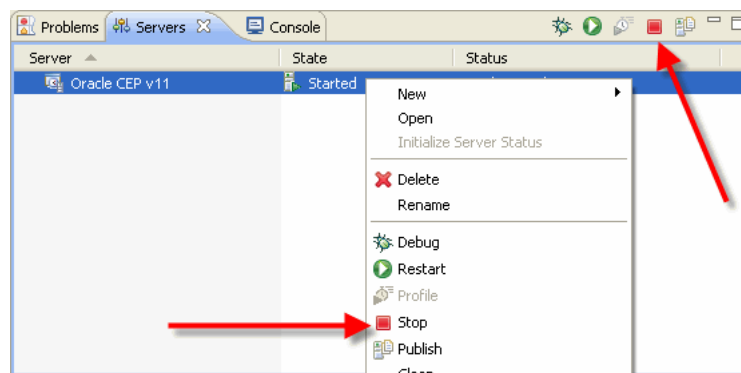 Problems Servers Console
Server State Status
Oracle CEP v11 Started
New
Open
Initialize Server Status
Delete
Rename
Debug
Restart
Profile
Stop
Publish